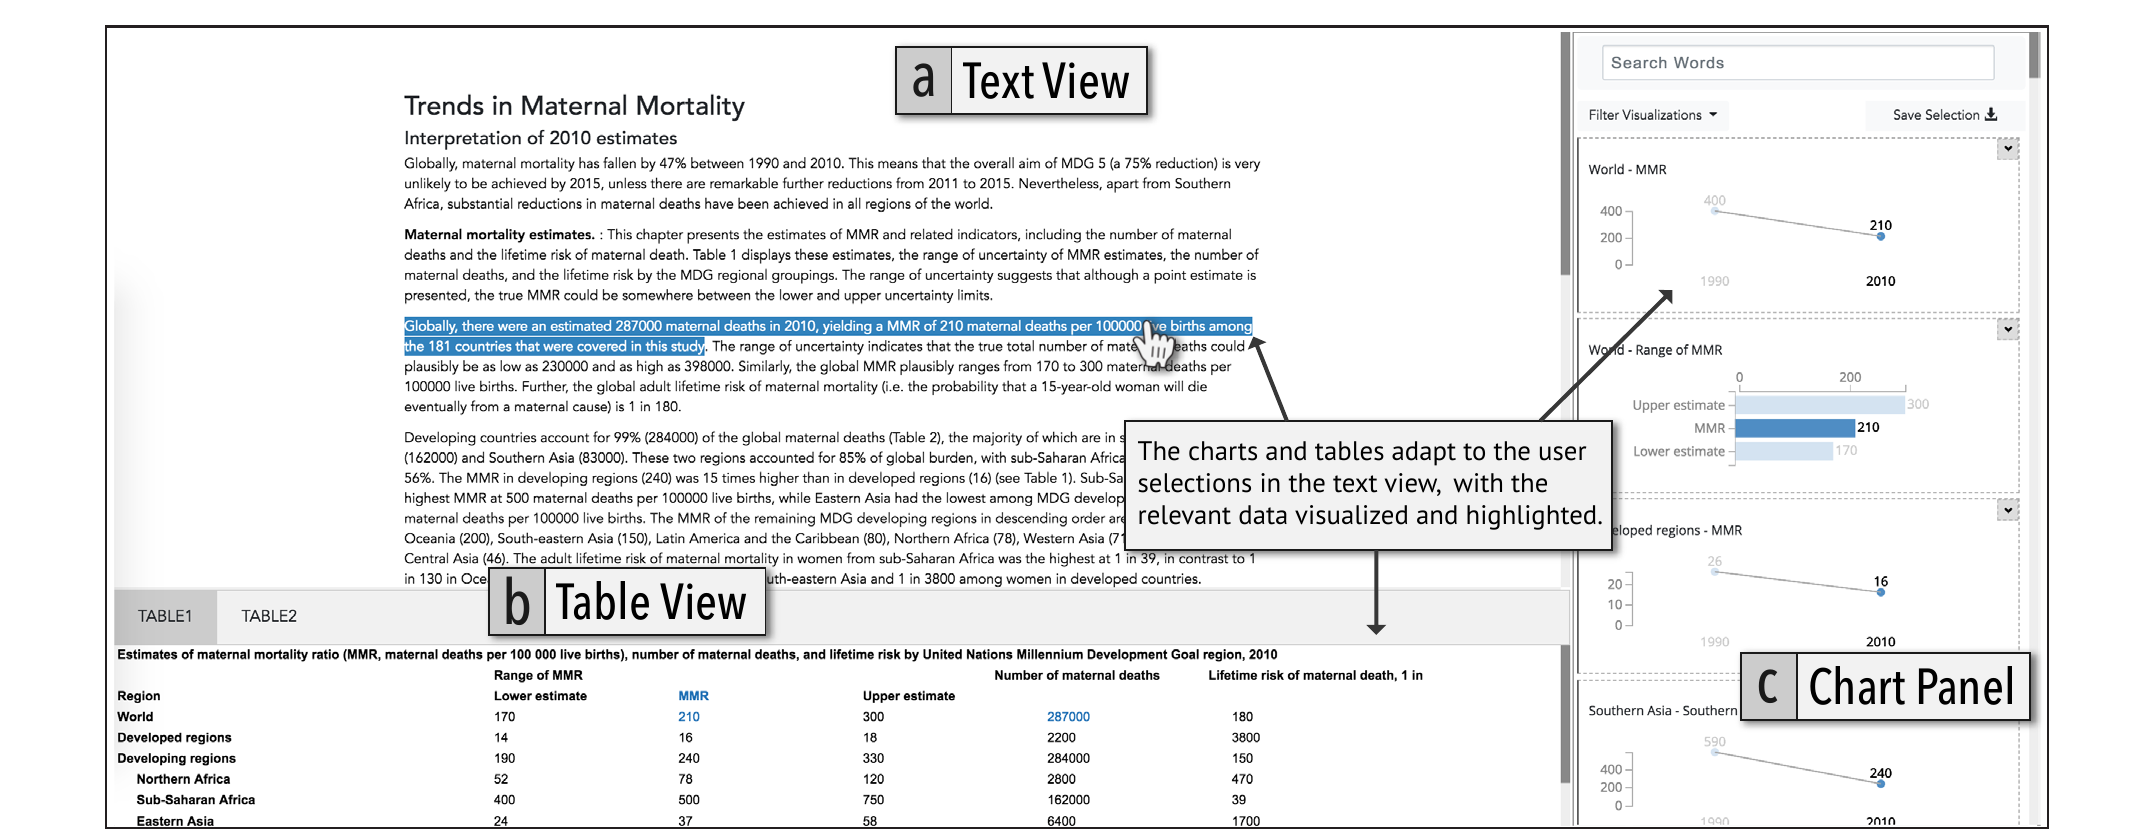 a Text View
Trends in Maternal Mortality
Interpretation of 2010 estimates
Globally, maternal mortality has fallen by 47% between 1990 and 2010. This means that the overall aim of MDG 5 (a 75% reduction) is very
unlikely to be achieved by 2015, unless there are remarkable further reductions from 2011 to 2015. Nevertheless, apart from Southern
Africa, substantial reductions in maternal deaths have been achieved in all regions of the world.
Maternal mortality estimates. : This chapter presents the estimates of MMR and related indicators, including the number of maternal
deaths and the lifetime risk of maternal death. Table 1 displays these estimates, the range of uncertainty of MMR estimates, the number of
maternal deaths, and the lifetime risk by the MDG regional groupings. The range of uncertainty suggests that although a point estimate is
presented, the true MMR could be somewhere between the lower and upper uncertainty limits.
Globally, there were an estimated 287000 maternal deaths in 2010, yielding a MMR of 210 maternal deaths per 100000 live births among
the 181 countries that were covered in this study. The range of uncertainty indicates that the true total number of maternal deaths could
plausibly be as low as 230000 and as high as 398000. Similarly, the global MMR plausibly ranges from 170 to 300 maternal deaths per
100000 live births. Further, the global adult lifetime risk of maternal mortality (i.e. the probability that a 15-year-old woman will die
eventually from a maternal cause) is 1 in 180.
Developing countries account for 99% (284000) of the global maternal deaths (Table 2), the majority of which are in s
(162000) and Southern Asia (83000). These two regions accounted for 85% of global burden, with sub-Saharan Africa
56%. The MMR in developing regions (240) was 15 times higher than in developed regions (16) (see Table 1). Sub-Sa
highest MMR at 500 maternal deaths per 100000 live births, while Eastern Asia had the lowest among MDG develop
maternal deaths per 100000 live births. The MMR of the remaining MDG developing regions in descending order are
Oceania (200), South-eastern Asia (150), Latin America and the Caribbean (80), Northern Africa (78), Western Asia (71
Central Asia (46). The adult lifetime risk of maternal mortality in women from sub-Saharan Africa was the highest at 1 in 39, in contrast to 1
in 130 in Oce uth-eastern Asia and 1 in 3800 among women in developed countries.
The charts and tables adapt to the user
selections in the text view, with the
relevant data visualized and highlighted.
b Table View
TABLE1 TABLE2
Estimates of maternal mortality ratio (MMR, maternal deaths per 100 000 live births), number of maternal deaths, and lifetime risk by United Nations Millennium Development Goal region, 2010
Range of MMR Number of maternal deaths Lifetime risk of maternal death, 1 in
Region Lower estimate MMR Upper estimate
World 170 210 300 287000 180
Developed regions 14 16 18 2200 3800
Developing regions 190 240 330 284000 150
Northern Africa 52 78 120 2800 470
Sub-Saharan Africa 400 500 750 162000 39
Eastern Asia 24 37 58 6400 1700
Search Words
Filter Visualizations Save Selection
World - MMR
400
400 210
200
0
1990 2010
World - Range of MMR
0 200
Upper estimate 300
MMR 210
Lower estimate 170
eloped regions - MMR
26
20 16
10
0
1990 2010
c Chart Panel
Southern Asia - Southern
590
400 240
200
0
1990 2010